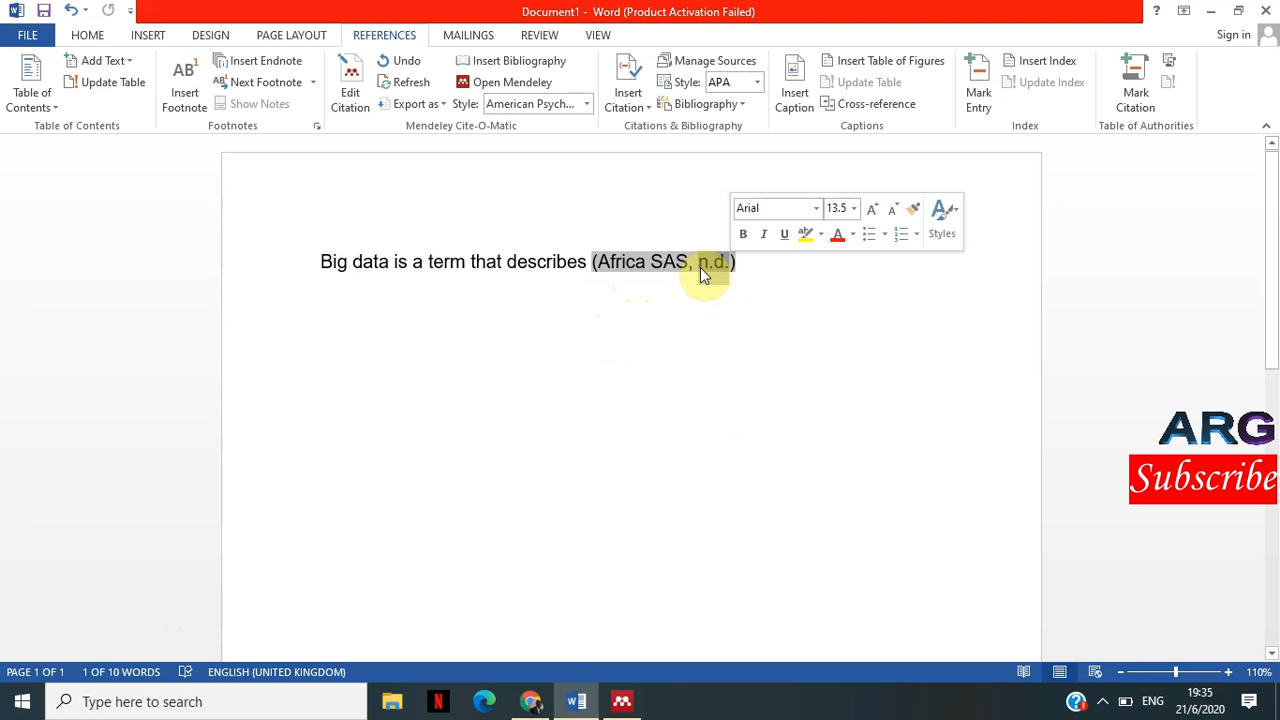 Document1 - Word (Product Activation Failed)
FILE HOME INSERT DESIGN PAGE LAYOUT REFERENCES MAILINGS REVIEW VIEW Sign in
Table of Contents
Add Text
Update Table
Table of Contents
AB1
Insert Footnote
Insert Endnote
Next Footnote
Show Notes
Footnotes
Edit Citation
Undo
Refresh
Export as
Insert Bibliography
Open Mendeley
Style: American Psych...
Mendeley Cite-O-Matic
Insert Citation
Manage Sources
Style: APA
Bibliography
Citations & Bibliography
Insert Caption
Insert Table of Figures
Update Table
Cross-reference
Captions
Mark Entry
Insert Index
Update Index
Index
Mark Citation
Table of Authorities
Arial 13.5
B I U
Styles
Big data is a term that describes (Africa SAS, n.d.)
ARG
Subscribe
PAGE 1 OF 1 1 OF 10 WORDS ENGLISH (UNITED KINGDOM) 110%
Type here to search
ENG
19:35
21/6/2020